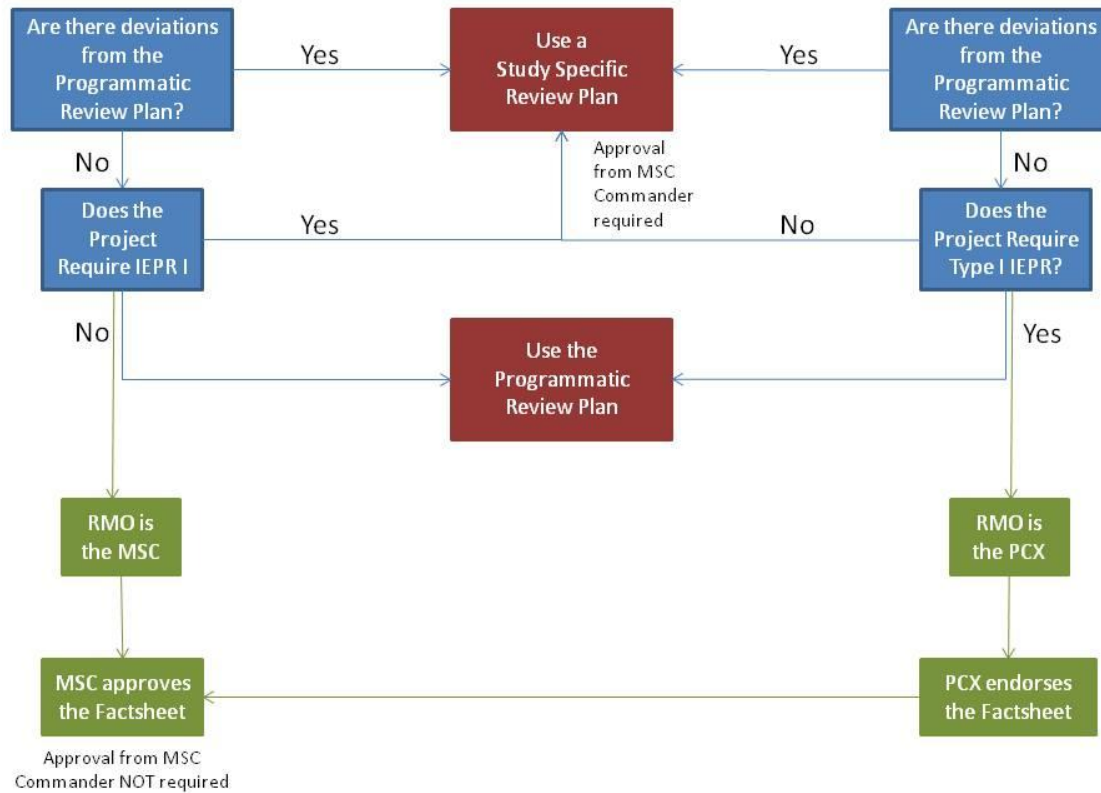 Are there deviations
from the
Programmatic
Review Plan?
Yes
Use a
Study Specific
Review Plan
Yes
Are there deviations
from the
Programmatic
Review Plan?
No
Approval
from MSC
Commander
required
No
Does the
Project
Require IEPR I
Yes
No
Does the
Project Require
Type I IEPR?
No
Use the
Programmatic
Review Plan
Yes
RMO is
the MSC
RMO is
the PCX
MSC approves
the Factsheet
PCX endorses
the Factsheet
Approval from MSC
Commander NOT required